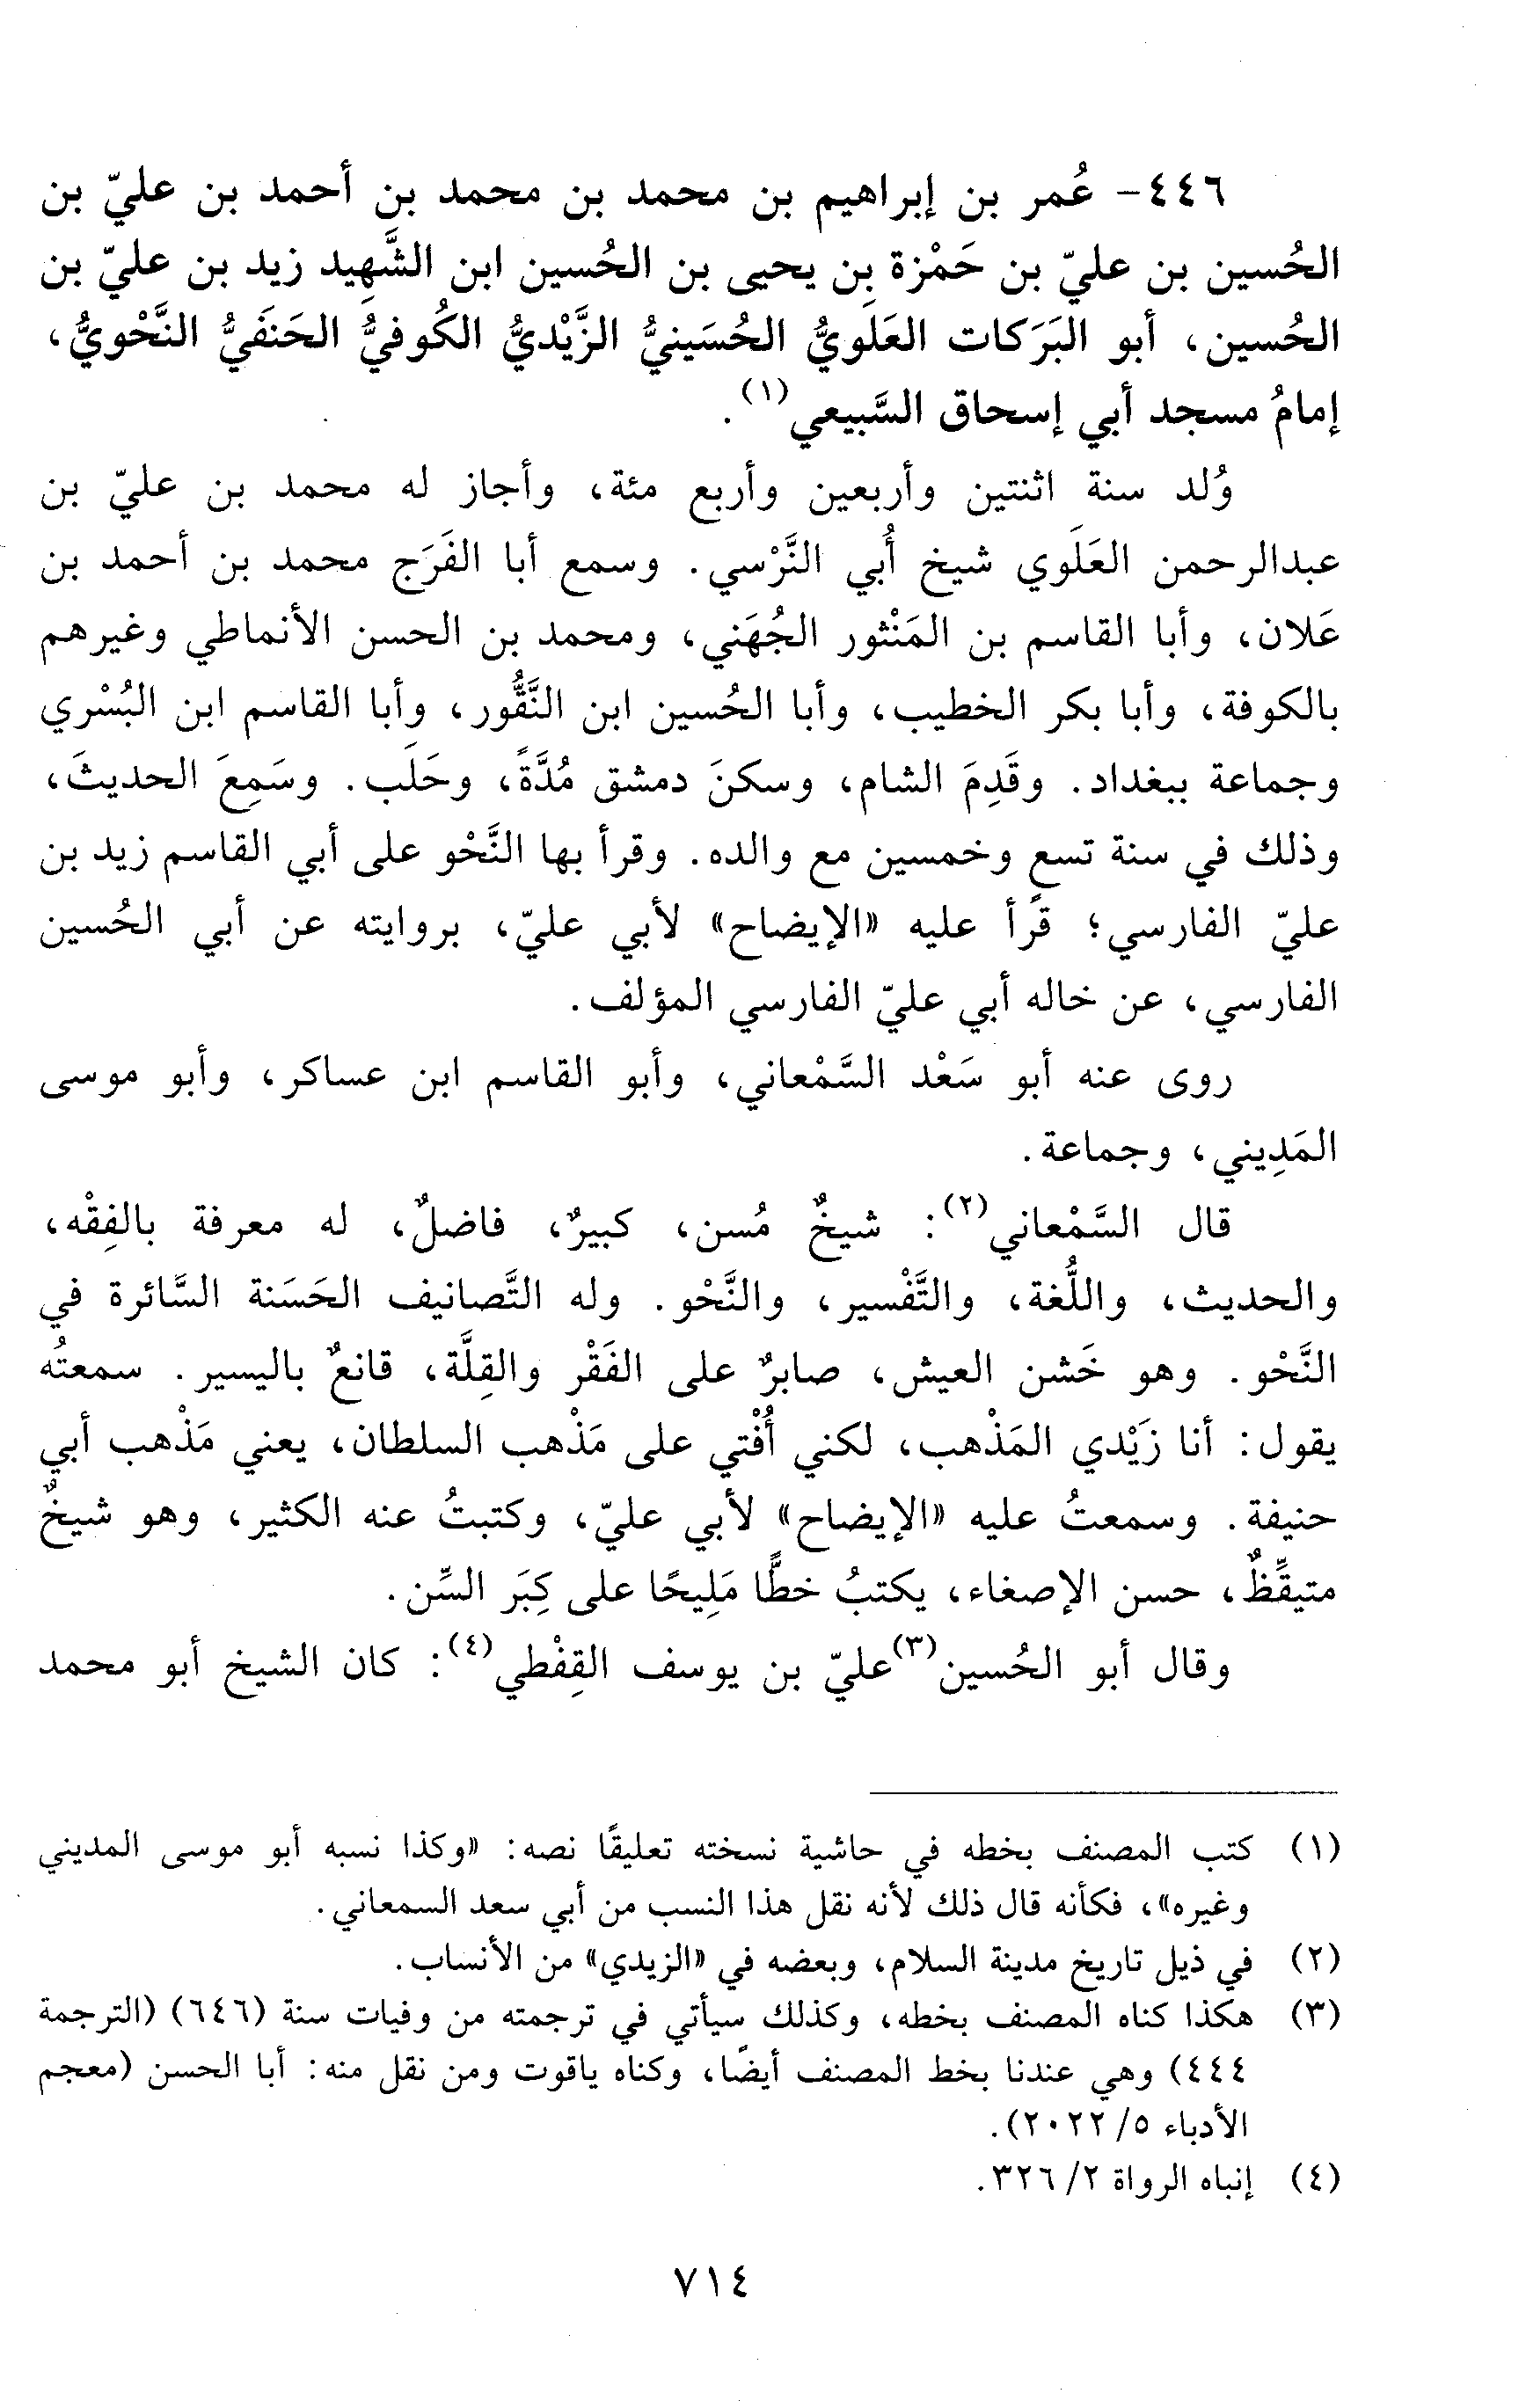 ٤٤٦- عُمر بن إبراهيم بن محمد بن محمد بن أحمد بن عليّ بن
الحُسين بن عليّ بن حَمْزة بن يحيى بن الحُسين ابن الشَّهِيد زيد بن عليّ بن
الحُسين، أبو البَرَكات العَلَويُّ الحُسَينيُّ الزَّيْديُّ الكُوفيُّ الحَنَفيُّ النَّحْويُّ،
إمامُ مسجد أبي إسحاق السَّبِيعي(١).
وُلد سنة اثنتين وأربعين وأربع مئة، وأجاز له محمد بن عليّ بن
عبدالرحمن العَلَوي شيخ أُبي النَّرْسي. وسمع أبا الفَرَج محمد بن أحمد بن
عَلان، وأبا القاسم بن المَنْثور الجُهَني، ومحمد بن الحسن الأنماطي وغيرهم
بالكوفة، وأبا بكر الخطيب، وأبا الحُسين ابن النَّقُّور، وأبا القاسم ابن البُسْري
وجماعة ببغداد. وقَدِمَ الشام، وسكنَ دمشق مُدَّةً، وحَلَب. وسَمِعَ الحديثَ،
وذلك في سنة تسع وخمسين مع والده. وقرأ بها النَّحْو على أبي القاسم زيد بن
عليّ الفارسي؛ قرأ عليه «الإيضاح» لأبي عليّ، بروايته عن أبي الحُسين
الفارسي، عن خاله أبي عليّ الفارسي المؤلف.
روى عنه أبو سَعْد السَّمْعاني، وأبو القاسم ابن عساكر، وأبو موسى
المَدِيني، وجماعة.
قال السَّمْعاني(٢): شيخٌ مُسن، كبيرٌ، فاضلٌ، له معرفة بالفِقْه،
والحديث، واللُّغة، والتَّفْسير، والنَّحْو. وله التَّصانيف الحَسَنة السَّائرة في
النَّحْو. وهو خَشن العيش، صابرٌ على الفَقْر والقِلَّة، قانعٌ باليسير. سمعتُه
يقول: أنا زَيْدي المَذْهب، لكني أُفْتي على مَذْهب السلطان، يعني مَذْهب أبي
حنيفة. وسمعتُ عليه «الإيضاح» لأبي عليّ، وكتبتُ عنه الكثير، وهو شيخٌ
متيقِّظٌ، حسن الإصغاء، يكتبُ خطًّا مَلِيحًا على كِبَر السِّن.
وقال أبو الحُسين(٣) عليّ بن يوسف القِفْطي(٤): كان الشيخ أبو محمد
(١) كتب المصنف بخطه في حاشية نسخته تعليقًا نصه: «وكذا نسبه أبو موسى المديني
وغيره»، فكأنه قال ذلك لأنه نقل هذا النسب من أبي سعد السمعاني.
(٢) في ذيل تاريخ مدينة السلام، وبعضه في «الزيدي» من الأنساب.
(٣) هكذا كناه المصنف بخطه، وكذلك سيأتي في ترجمته من وفيات سنة (٦٤٦) (الترجمة
٤٤٤) وهي عندنا بخط المصنف أيضًا، وكناه ياقوت ومن نقل منه: أبا الحسن (معجم
الأدباء ٥/ ٢٠٢٢).
(٤) إنباه الرواة ٢/ ٣٢٦.
٧١٤